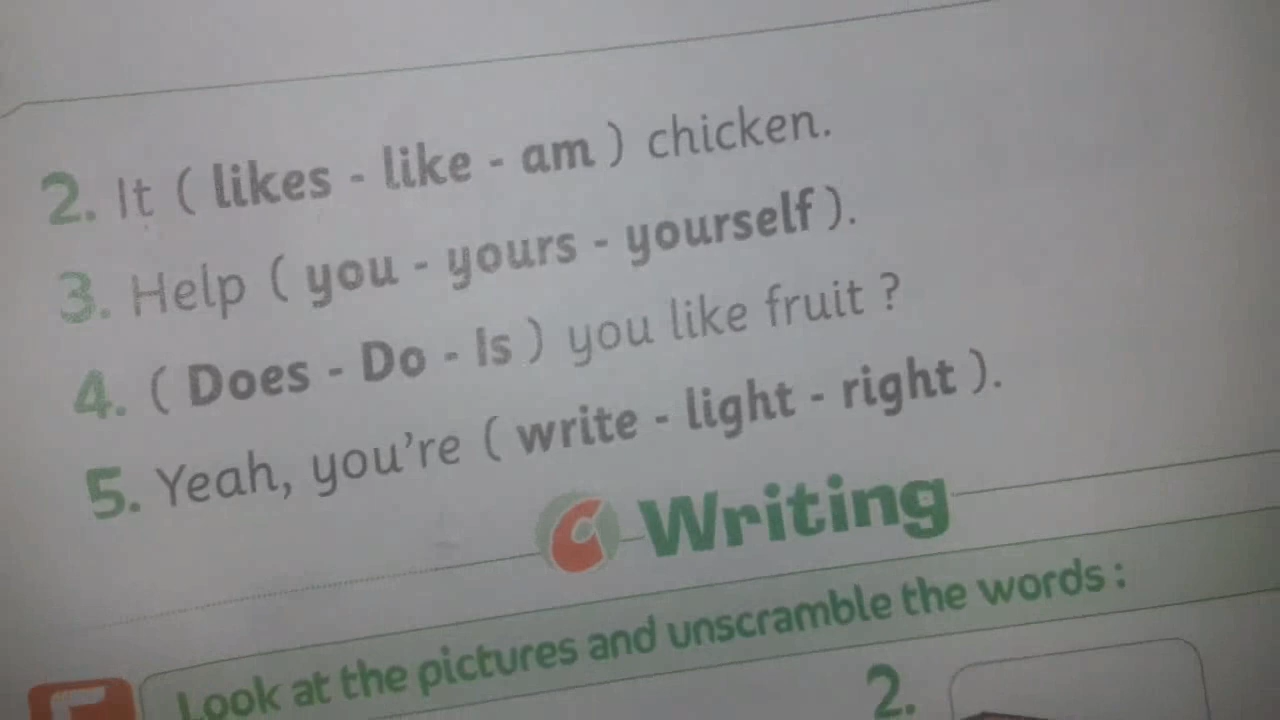 2. It ( likes - like - am ) chicken.
3. Help ( you - yours - yourself ).
4. ( Does - Do - Is ) you like fruit ?
5. Yeah, you're ( write - light - right ).
C Writing
Look at the pictures and unscramble the words :
2.